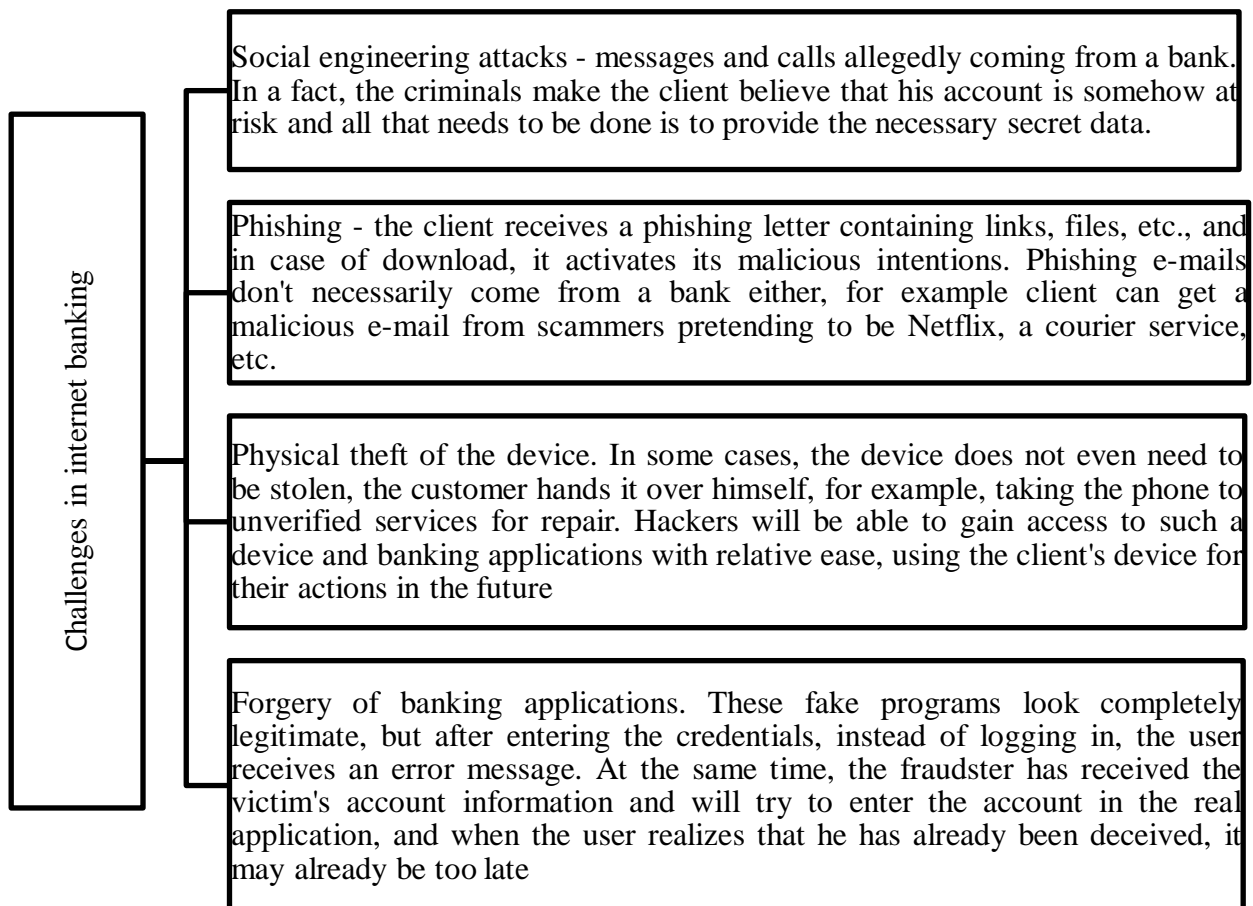 Challenges in internet banking
Social engineering attacks - messages and calls allegedly coming from a bank.
In a fact, the criminals make the client believe that his account is somehow at
risk and all that needs to be done is to provide the necessary secret data.
Phishing - the client receives a phishing letter containing links, files, etc., and
in case of download, it activates its malicious intentions. Phishing e-mails
don't necessarily come from a bank either, for example client can get a
malicious e-mail from scammers pretending to be Netflix, a courier service,
etc.
Physical theft of the device. In some cases, the device does not even need to
be stolen, the customer hands it over himself, for example, taking the phone to
unverified services for repair. Hackers will be able to gain access to such a
device and banking applications with relative ease, using the client's device for
their actions in the future
Forgery of banking applications. These fake programs look completely
legitimate, but after entering the credentials, instead of logging in, the user
receives an error message. At the same time, the fraudster has received the
victim's account information and will try to enter the account in the real
application, and when the user realizes that he has already been deceived, it
may already be too late